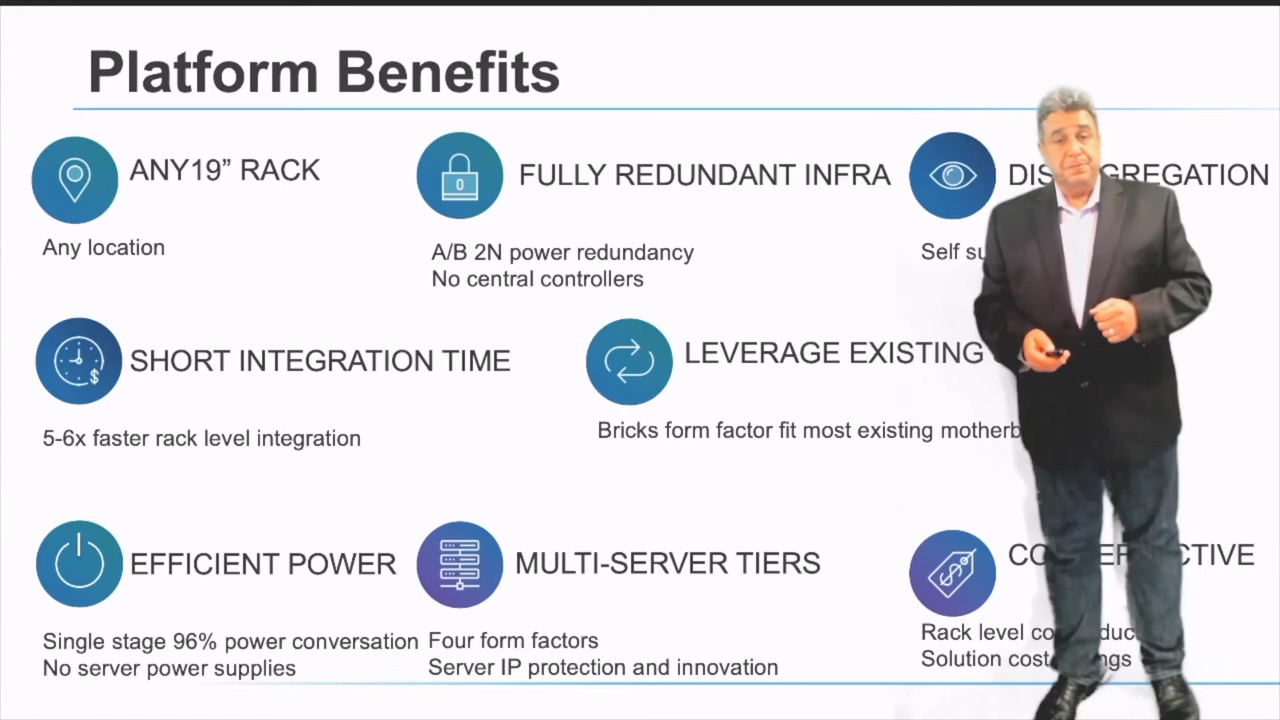 Platform Benefits
ANY19” RACK
Any location
FULLY REDUNDANT INFRA
A/B 2N power redundancy
No central controllers
Self
SHORT INTEGRATION TIME
5-6x faster rack level integration
LEVERAGE EXISTING
Bricks form factor fit most existing
EFFICIENT POWER
Single stage 96% power conversation
No server power supplies
MULTI-SERVER TIERS
Four form factors
Server IP protection and innovation
Rack level
Solution cost